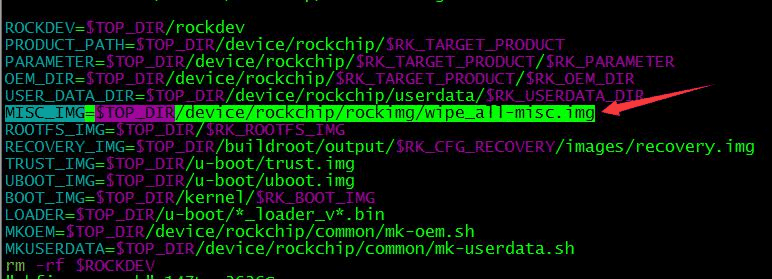 ROCKDEV=$TOP_DIR/rockdev
PRODUCT_PATH=$TOP_DIR/device/rockchip/$RK_TARGET_PRODUCT
PARAMETER=$TOP_DIR/device/rockchip/$RK_TARGET_PRODUCT/$RK_PARAMETER
OEM_DIR=$TOP_DIR/device/rockchip/$RK_TARGET_PRODUCT/$RK_OEM_DIR
USER_DATA_DIR=$TOP_DIR/device/rockchip/userdata/$RK_USERDATA_DIR
MISC_IMG=$TOP_DIR/device/rockchip/rockimg/wipe_all-misc.img
ROOTFS_IMG=$TOP_DIR/$RK_ROOTFS_IMG
RECOVERY_IMG=$TOP_DIR/buildroot/output/$RK_CFG_RECOVERY/images/recovery.img
TRUST_IMG=$TOP_DIR/u-boot/trust.img
UBOOT_IMG=$TOP_DIR/u-boot/uboot.img
BOOT_IMG=$TOP_DIR/kernel/$RK_BOOT_IMG
LOADER=$TOP_DIR/u-boot/*_loader_v*.bin
MKOEM=$TOP_DIR/device/rockchip/common/mk-oem.sh
MKUSERDATA=$TOP_DIR/device/rockchip/common/mk-userdata.sh
rm -rf $ROCKDEV